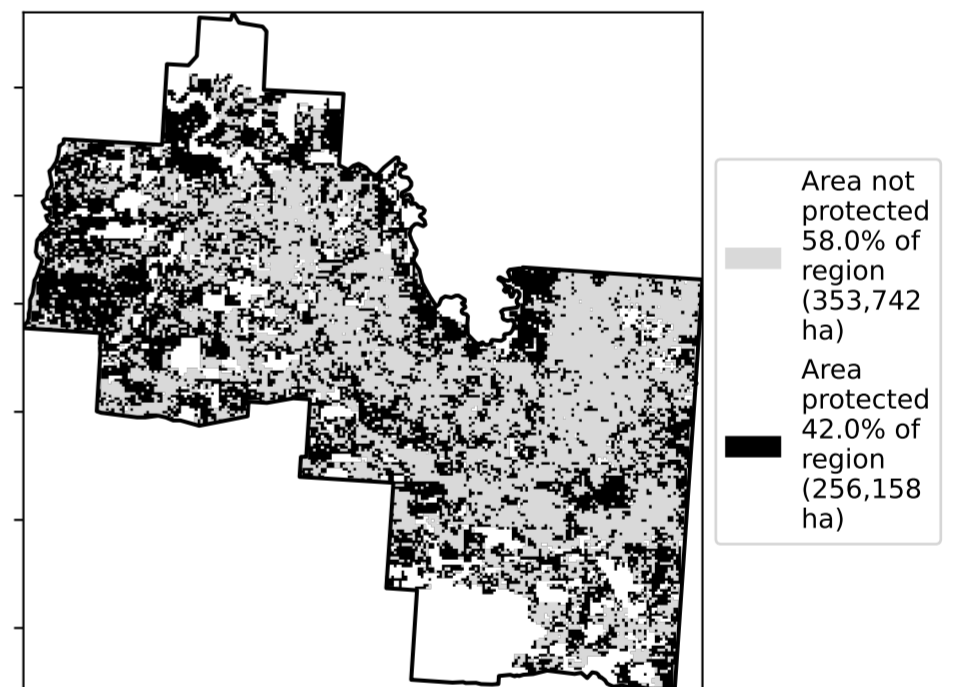 Area not
protected
58.0% of
region
(353,742
ha)
Area
protected
42.0% of
region
(256,158
ha)